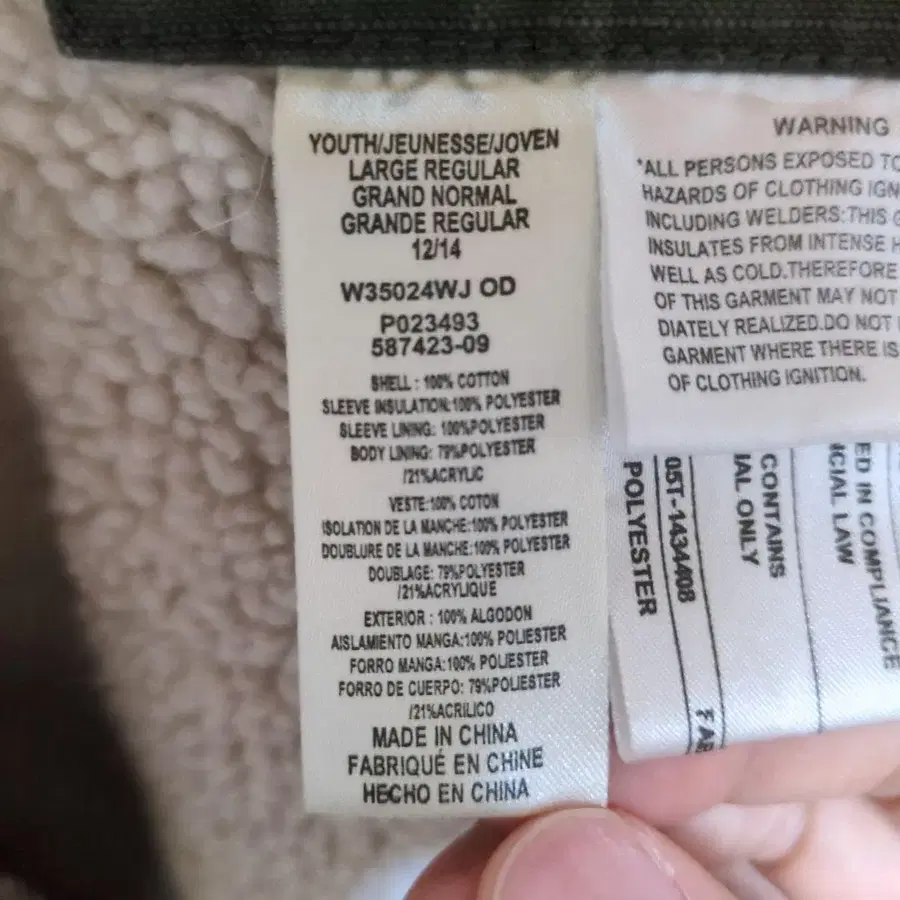 YOUTH/JEUNESSE/JOVEN
LARGE REGULAR
GRAND NORMAL
GRANDE REGULAR
12/14
W35024WJ OD
P023493
587423-09
SHELL : 100% COTTON
SLEEVE INSULATION:100% POLYESTER
SLEEVE LINING: 100%POLYESTER
BODY LINING: 79%POLYESTER
/21%ACRYLIC
VESTE:100% COTON
ISOLATION DE LA MANCHE:100% POLYESTER
DOUBLURE DE LA MANCHE:100% POLYESTER
DOUBLAGE: 79%POLYESTER
/21%ACRYLIQUE
EXTERIOR : 100% ALGODON
AISLAMIENTO MANGA:100% POLIESTER
FORRO MANGA:100% POLIESTER
FORRO DE CUERPO: 79%POLIESTER
/21%ACRILICO
MADE IN CHINA
FABRIQUÉ EN CHINE
HECHO EN CHINA
WARNING
*ALL PERSONS EXPOSED TO
HAZARDS OF CLOTHING IGN
INCLUDING WELDERS:THIS G
INSULATES FROM INTENSE H
WELL AS COLD.THEREFORE
OF THIS GARMENT MAY NOT
DIATELY REALIZED.DO NOT
GARMENT WHERE THERE IS
OF CLOTHING IGNITION.
ED IN COMPLIANCE
NCIAL LAW
CONTAINS
IAL ONLY
05T-1434408
POLYESTER